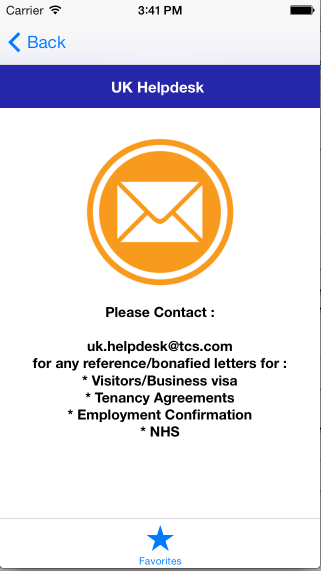 Carrier 3:41 PM
Back
UK Helpdesk
Please Contact :
uk.helpdesk@tcs.com
for any reference/bonafied letters for :
* Visitors/Business visa
* Tenancy Agreements
* Employment Confirmation
* NHS
Favorites